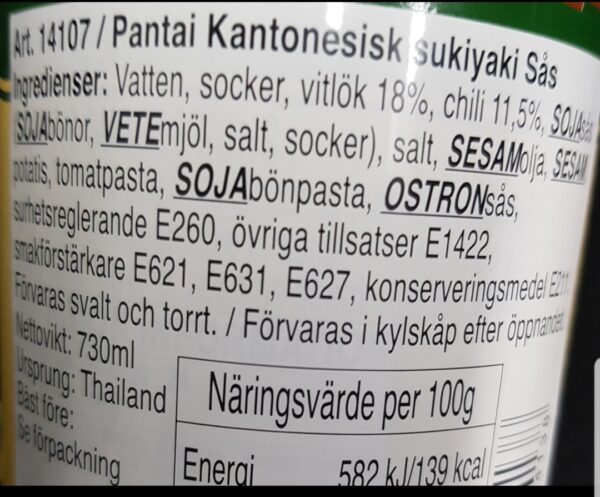 Art. 14107 / Pantai Kantonesisk sukiyaki Sås
Ingredienser: Vatten, socker, vitlök 18%, chili 11,5%, SOJAsås
SOJAbönor, VETEmjöl, salt, socker), salt, SESAMolja, SESAM
potatis, tomatpasta, SOJAbönpasta, OSTRONsås,
surhetsreglerande E260, övriga tillsatser E1422,
smakförstärkare E621, E631, E627, konserveringsmedel E211
Förvaras svalt och torrt. / Förvaras i kylskåp efter öppnandet
Nettovikt: 730ml
Ursprung: Thailand
Bäst före:
Se förpackning
Näringsvärde per 100g
Energi 582 kJ/139 kcal